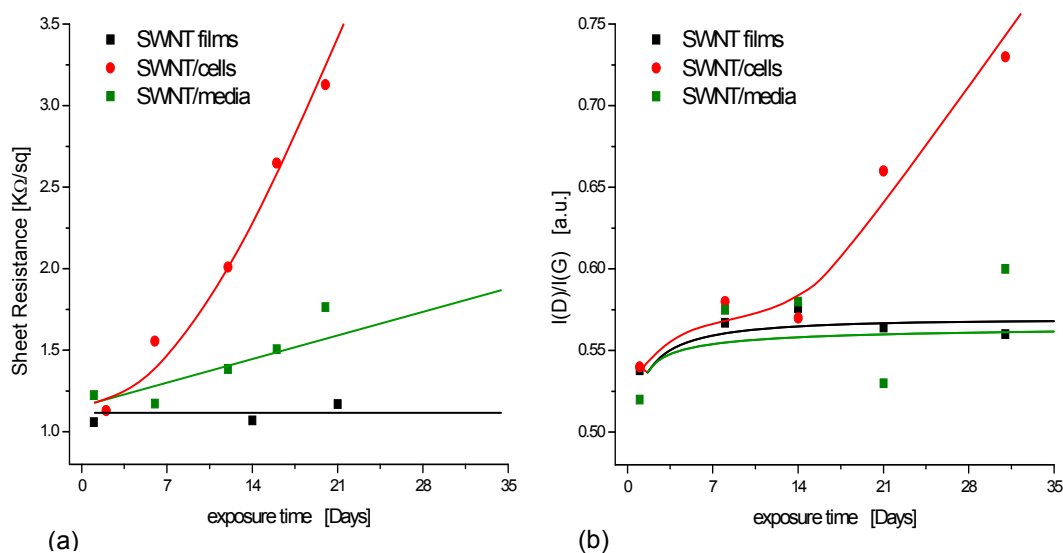 3.5
3.0
2.5
2.0
1.5
1.0
Sheet Resistance [KΩ/sq]
SWNT films
SWNT/cells
SWNT/media
0 7 14 21 28 35
exposure time [Days]
(a)
0.75
0.70
0.65
0.60
0.55
0.50
I(D)/I(G) [a.u.]
SWNT films
SWNT/cells
SWNT/media
0 7 14 21 28 35
exposure time [Days]
(b)